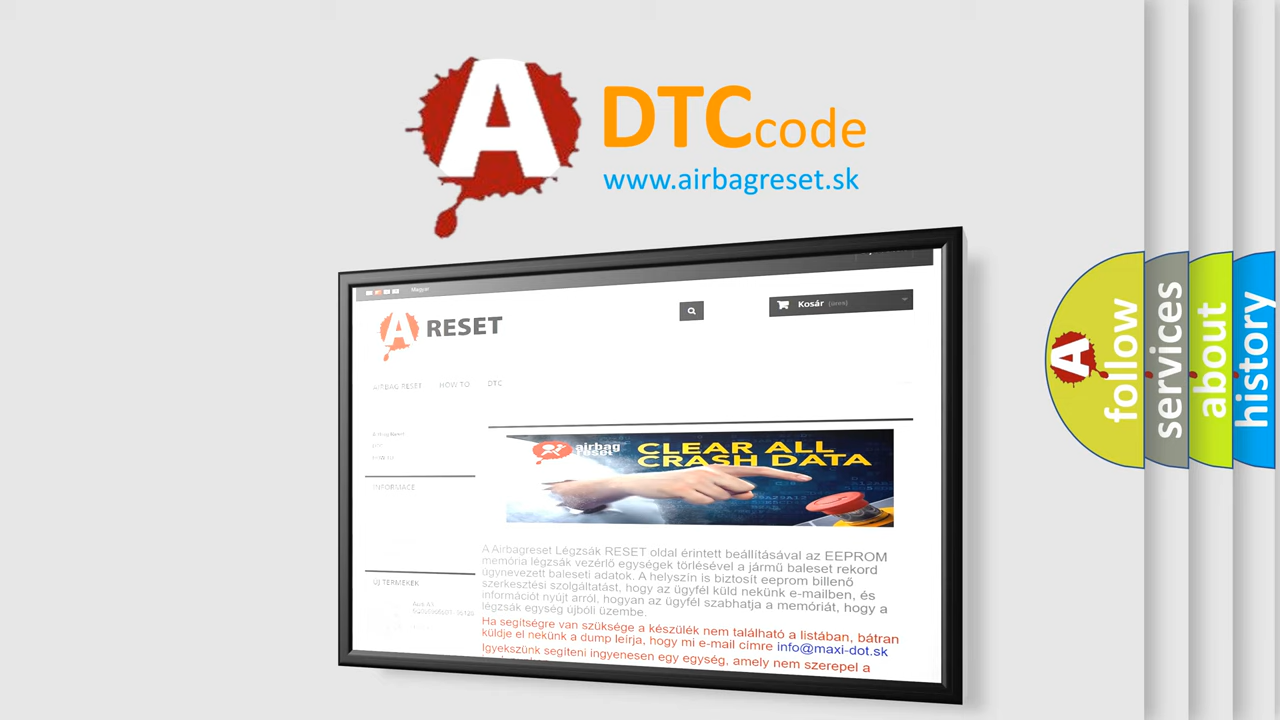 A
DTCcode
www.airbagreset.sk
Magyar
A RESET
Kosár
AIRBAG RESET HOW TO DTC
airbag
reset
CLEAR ALL
CRASH DATA
INFORMACE
A Airbagreset Légzsák RESET oldal érintett beállításával az EEPROM
memória légzsák vezérlő egységek törlésével a jármű baleset rekord
úgynevezett baleseti adatok. A helyszín is biztosít eeprom billenő
szerkesztési szolgáltatást, hogy az ügyfél küld nekünk e-mailben, és
információt nyújt arról, hogyan az ügyfél szabhatja a memóriát, hogy a
légzsák egység újbóli üzembe.
Ha segítségre van szüksége a készülék nem található a listában, bátran
küldje el nekünk a dump leírja, hogy mi e-mail címre info@maxi-dot.sk
Igyekszünk segíteni ingyenesen egy egység, amely nem szerepel a
ÚJ TERMÉKEK
A
follow
services
about
history